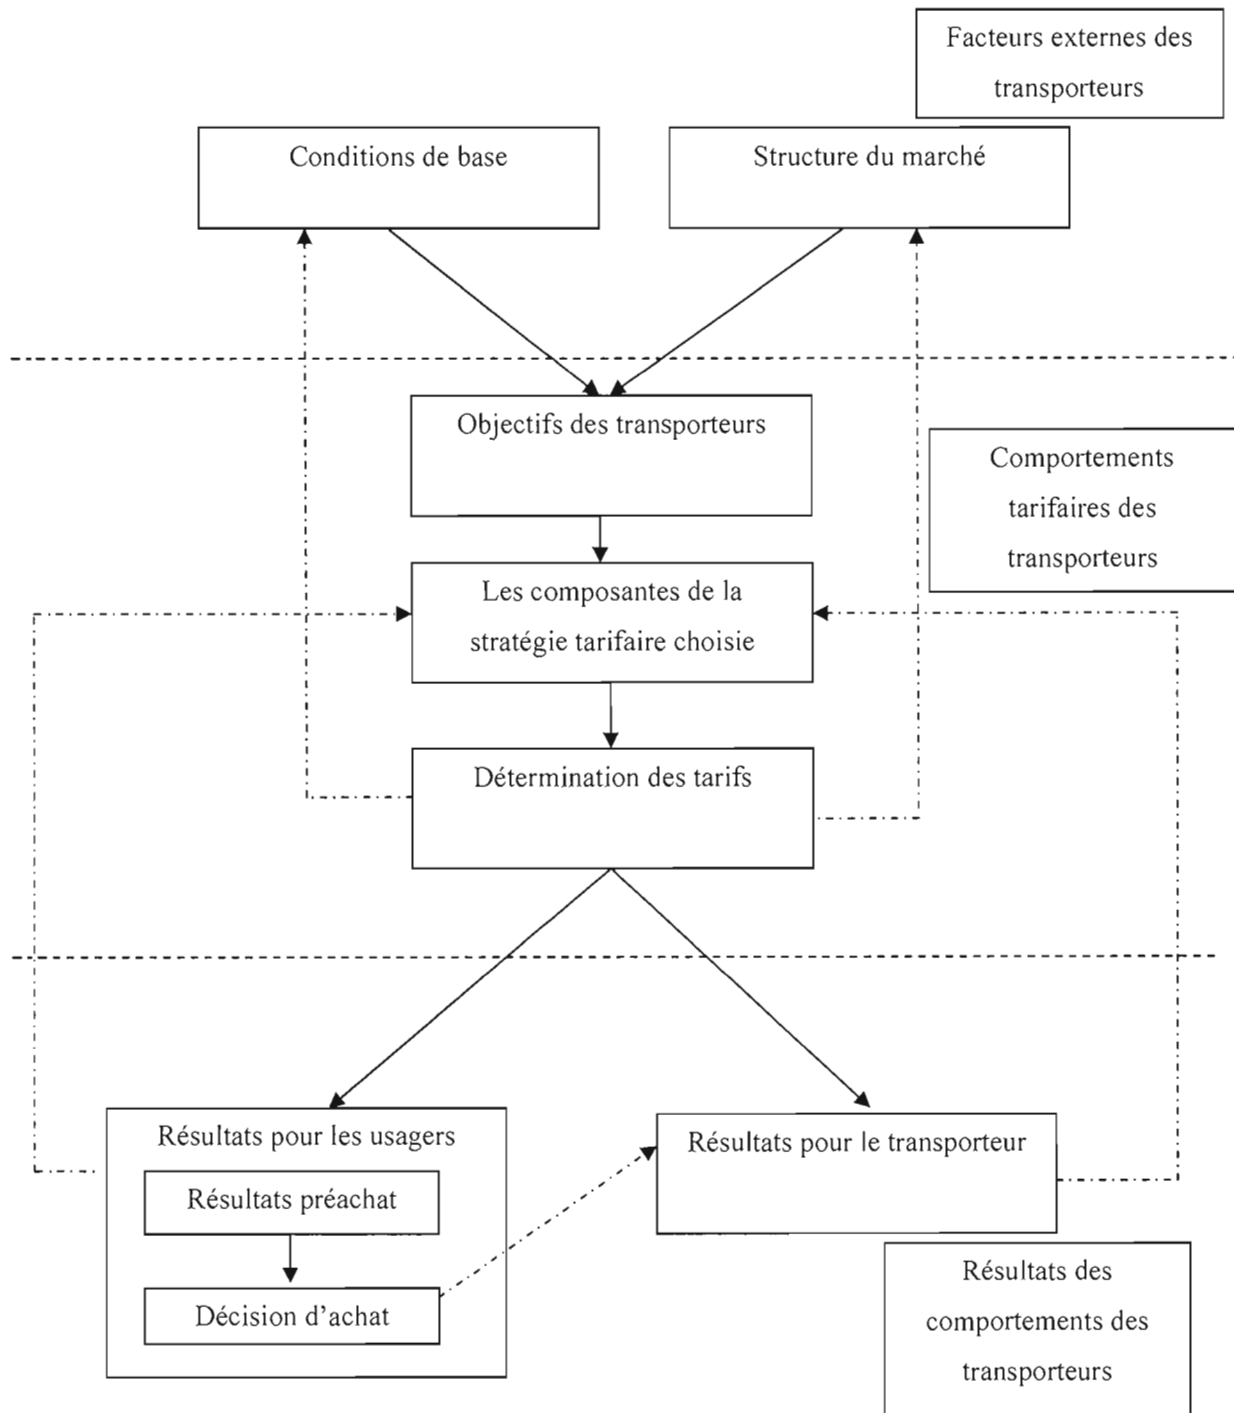 Facteurs externes des
transporteurs
Conditions de base
Structure du marché
Objectifs des transporteurs
Comportements
tarifaires des
transporteurs
Les composantes de la
stratégie tarifaire choisie
Détermination des tarifs
Résultats pour les usagers
Résultats préachat
Décision d'achat
Résultats pour le transporteur
Résultats des
comportements des
transporteurs